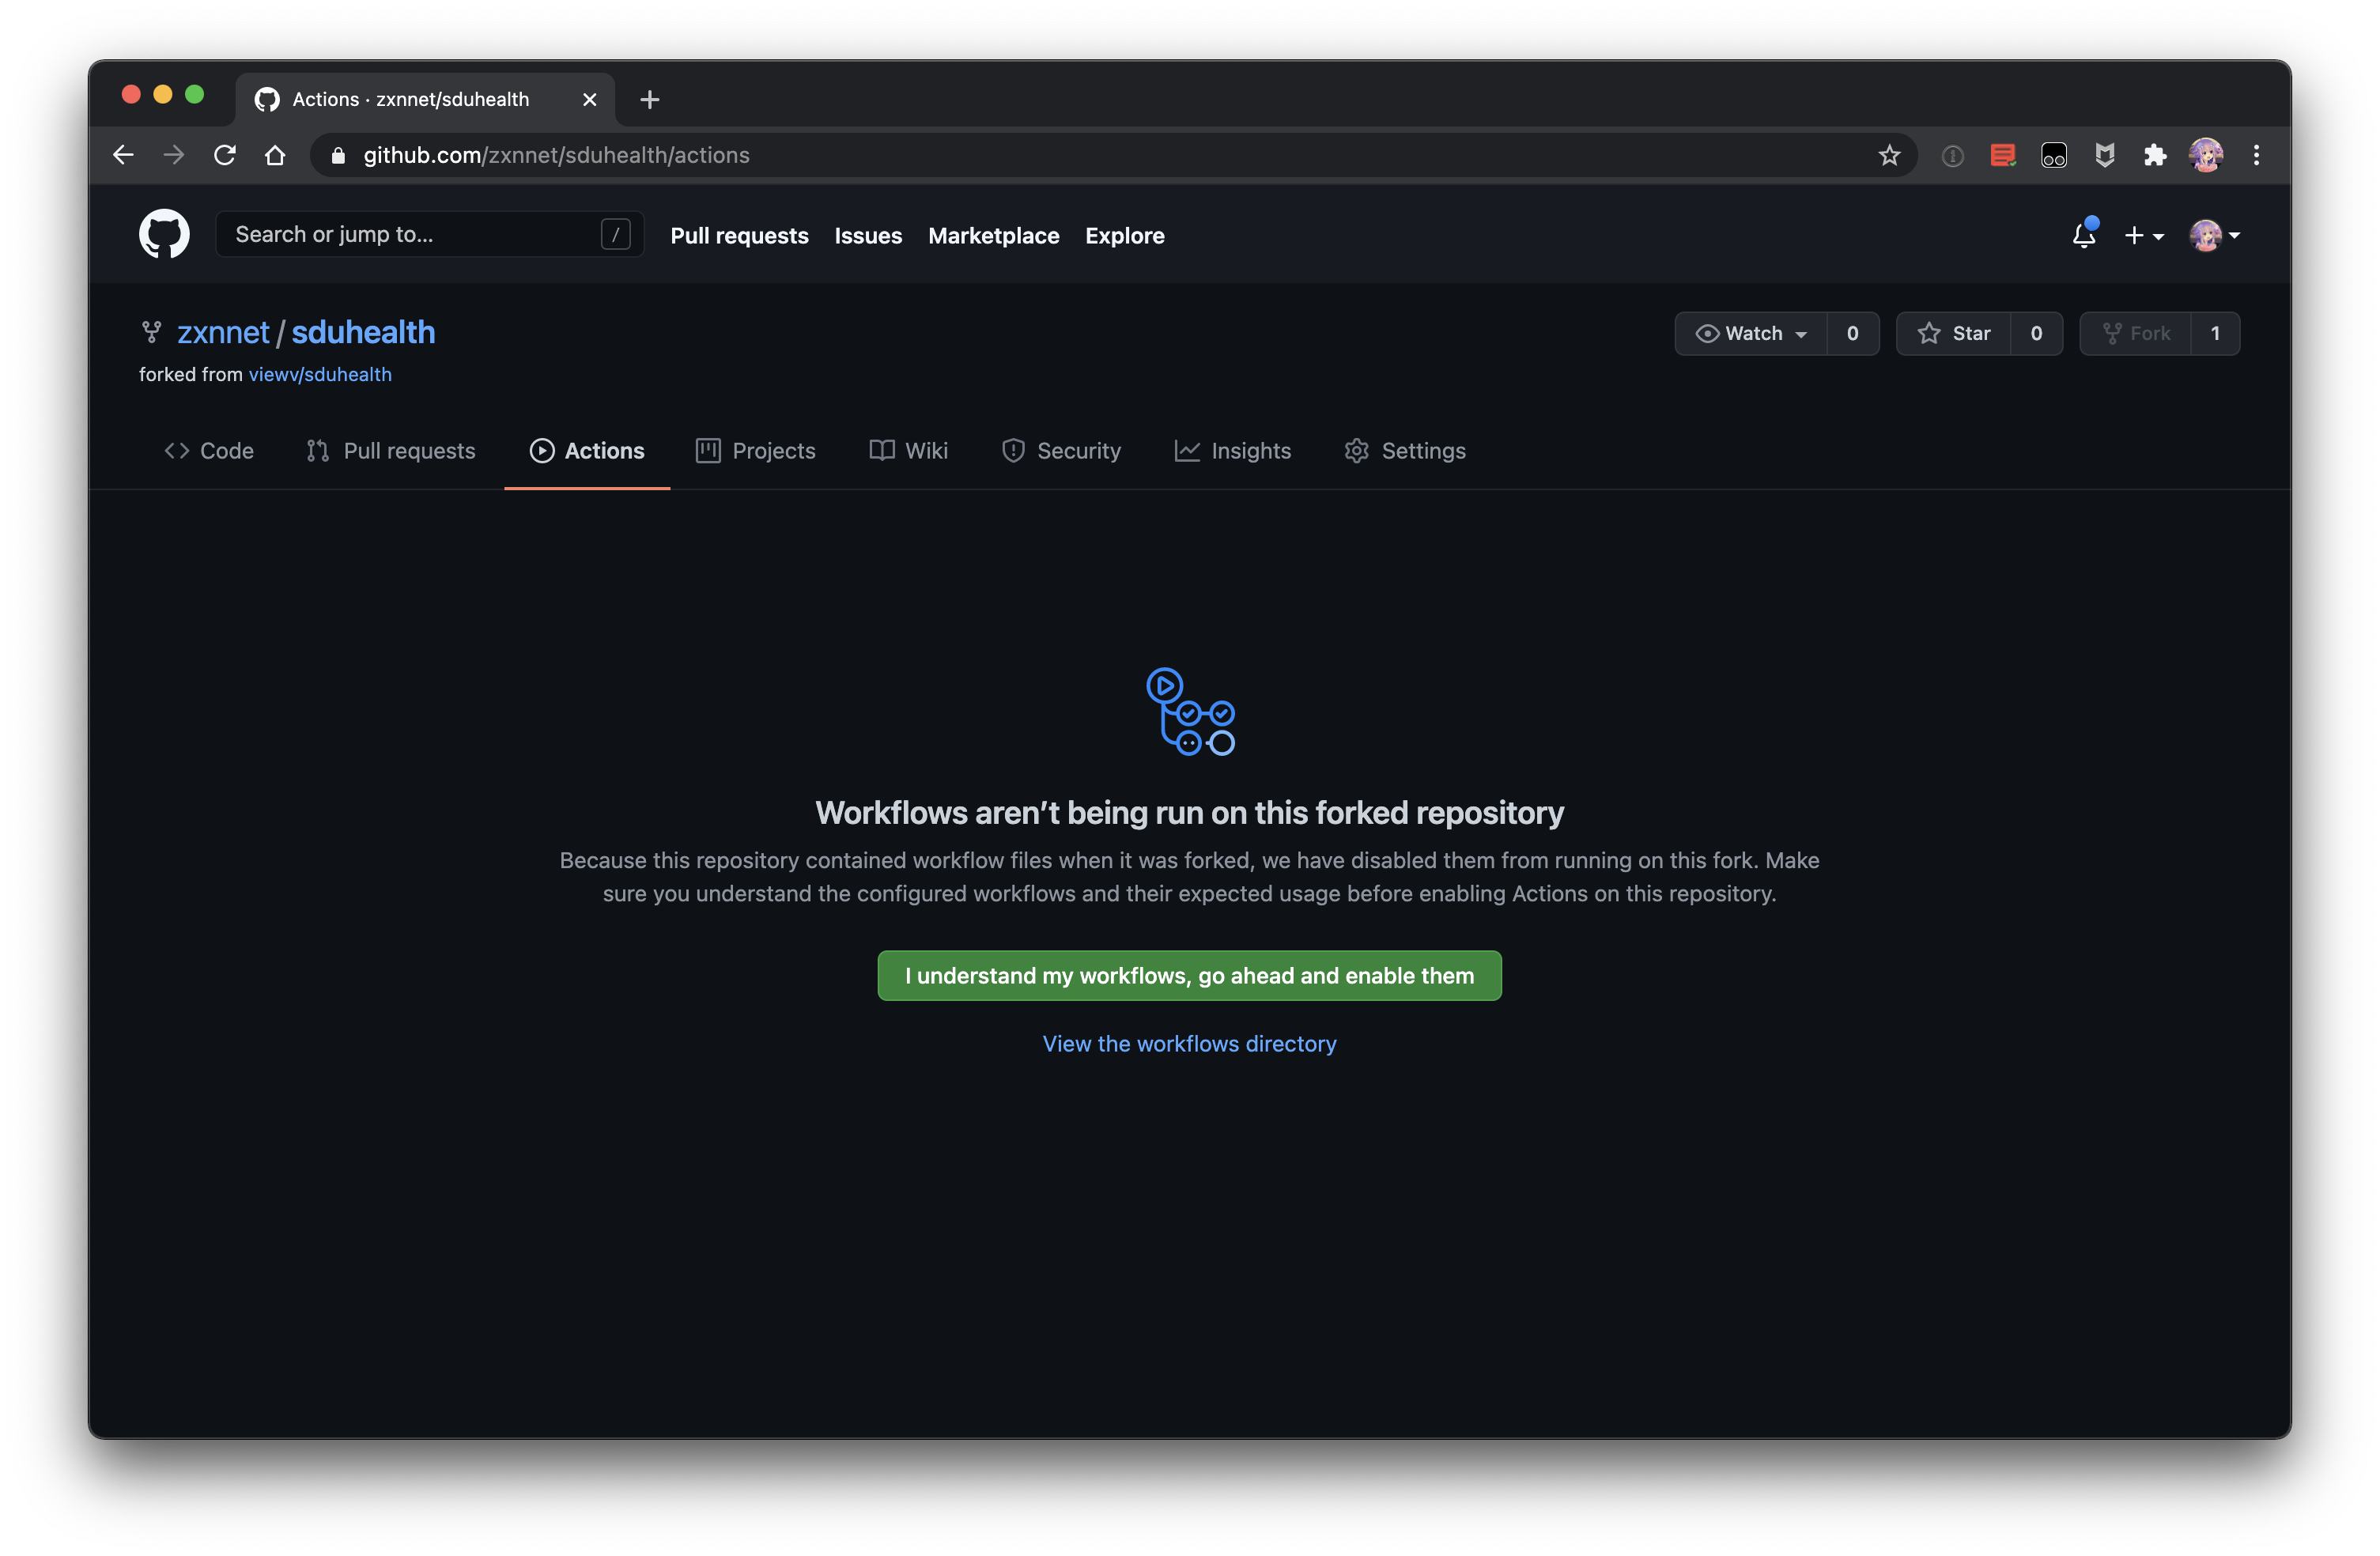 Actions · zxnnet/sduhealth
github.com/zxnnet/sduhealth/actions
Search or jump to... /
Pull requests Issues Marketplace Explore
zxnnet / sduhealth
Watch 0 Star 0 Fork 1
forked from viewv/sduhealth
Code Pull requests Actions Projects Wiki Security Insights Settings
Workflows aren’t being run on this forked repository
Because this repository contained workflow files when it was forked, we have disabled them from running on this fork. Make
sure you understand the configured workflows and their expected usage before enabling Actions on this repository.
I understand my workflows, go ahead and enable them
View the workflows directory